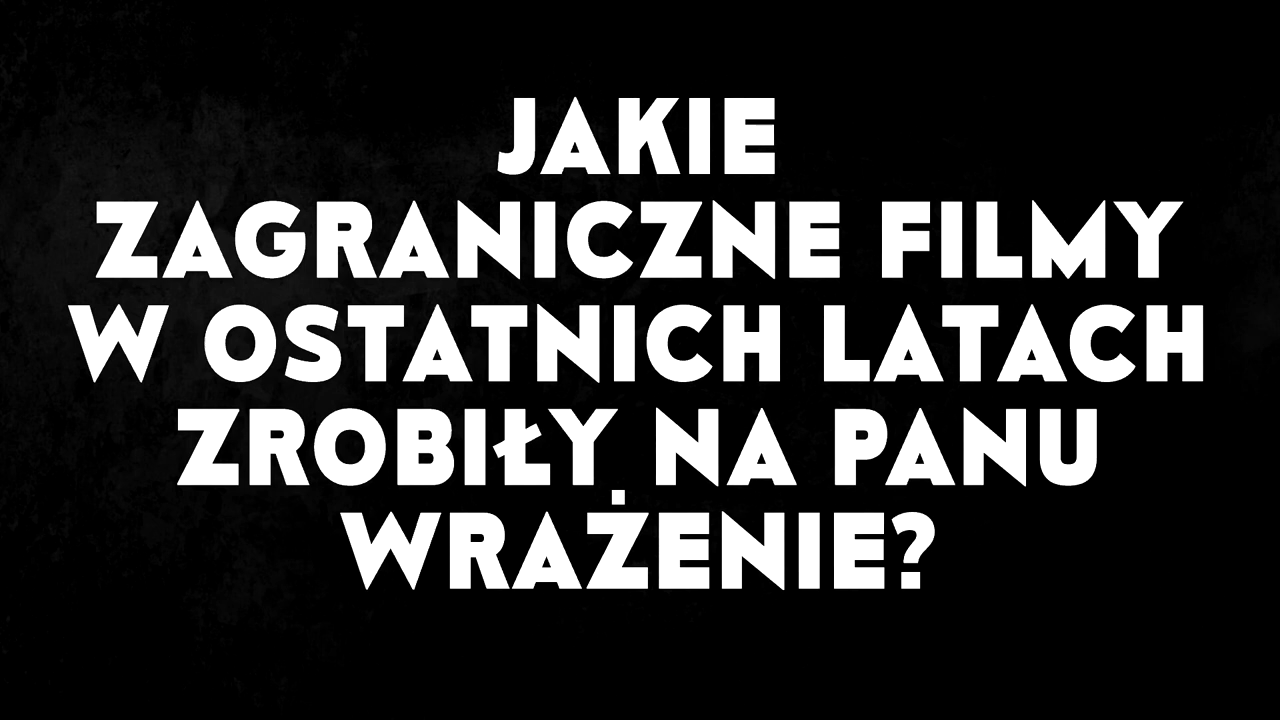 JAKIE
ZAGRANICZNE FILMY
W OSTATNICH LATACH
ZROBIŁY NA PANU
WRAŻENIE?